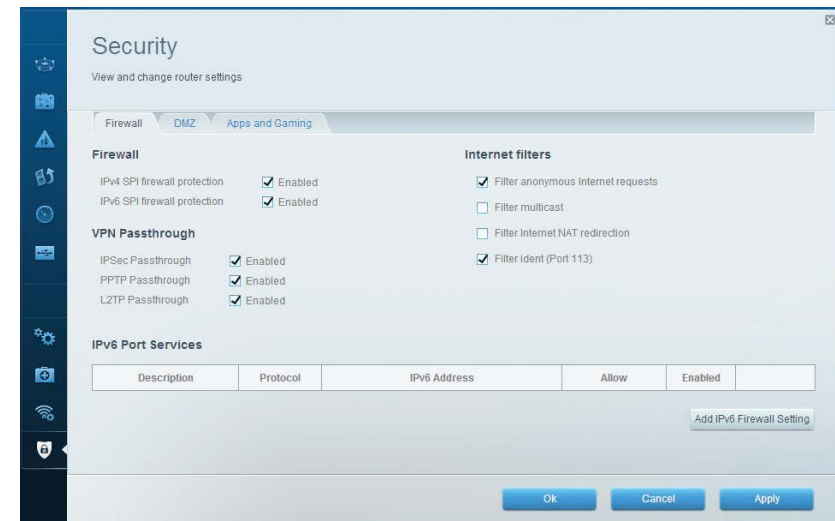 Security
View and change router settings
Firewall
DMZ
Apps and Gaming
Firewall
IPv4 SPI firewall protection
Enabled
IPv6 SPI firewall protection
Enabled
VPN Passthrough
IPSec Passthrough
Enabled
PPTP Passthrough
Enabled
L2TP Passthrough
Enabled
Internet filters
Filter anonymous Internet requests
Filter multicast
Filter Internet NAT redirection
Filter ident (Port 113)
IPv6 Port Services
Description
Protocol
IPv6 Address
Allow
Enabled
Add IPv6 Firewall Setting
Ok
Cancel
Apply